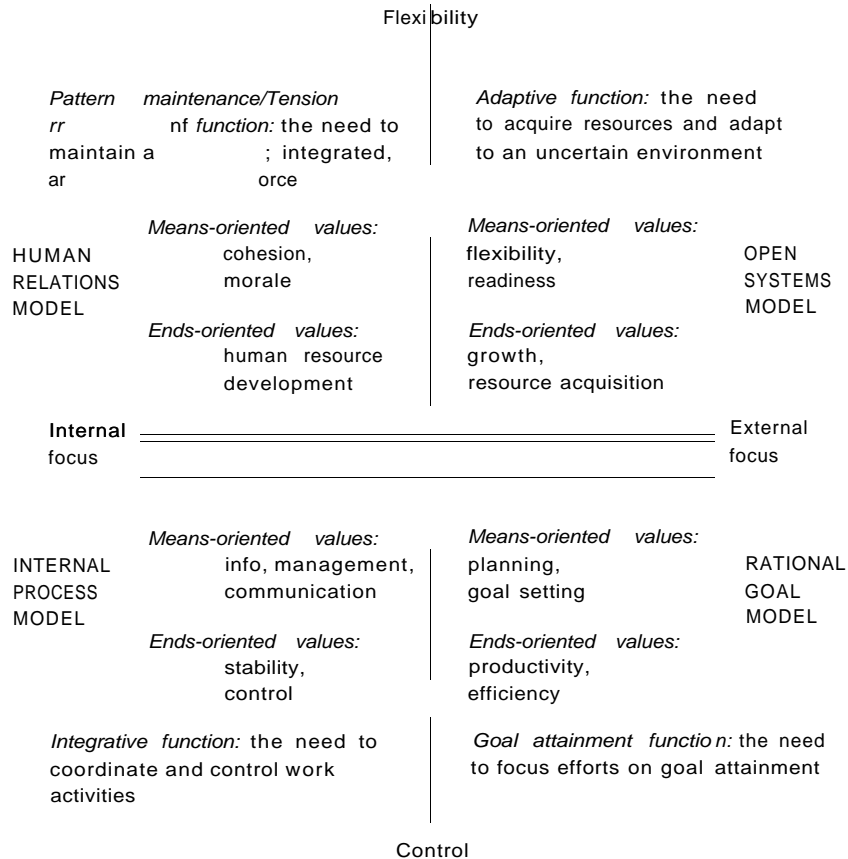 Flexibility
Pattern maintenance/Tension
rr nf function: the need to
maintain a ; integrated,
ar orce
Adaptive function: the need
to acquire resources and adapt
to an uncertain environment
HUMAN
RELATIONS
MODEL
Means-oriented values:
cohesion,
morale
Ends-oriented values:
human resource
development
Means-oriented values:
flexibility,
readiness
Ends-oriented values:
growth,
resource acquisition
OPEN
SYSTEMS
MODEL
Internal
focus
External
focus
INTERNAL
PROCESS
MODEL
Means-oriented values:
info, management,
communication
Ends-oriented values:
stability,
control
Means-oriented values:
planning,
goal setting
Ends-oriented values:
productivity,
efficiency
RATIONAL
GOAL
MODEL
Integrative function: the need to
coordinate and control work
activities
Goal attainment functio n: the need
to focus efforts on goal attainment
Control